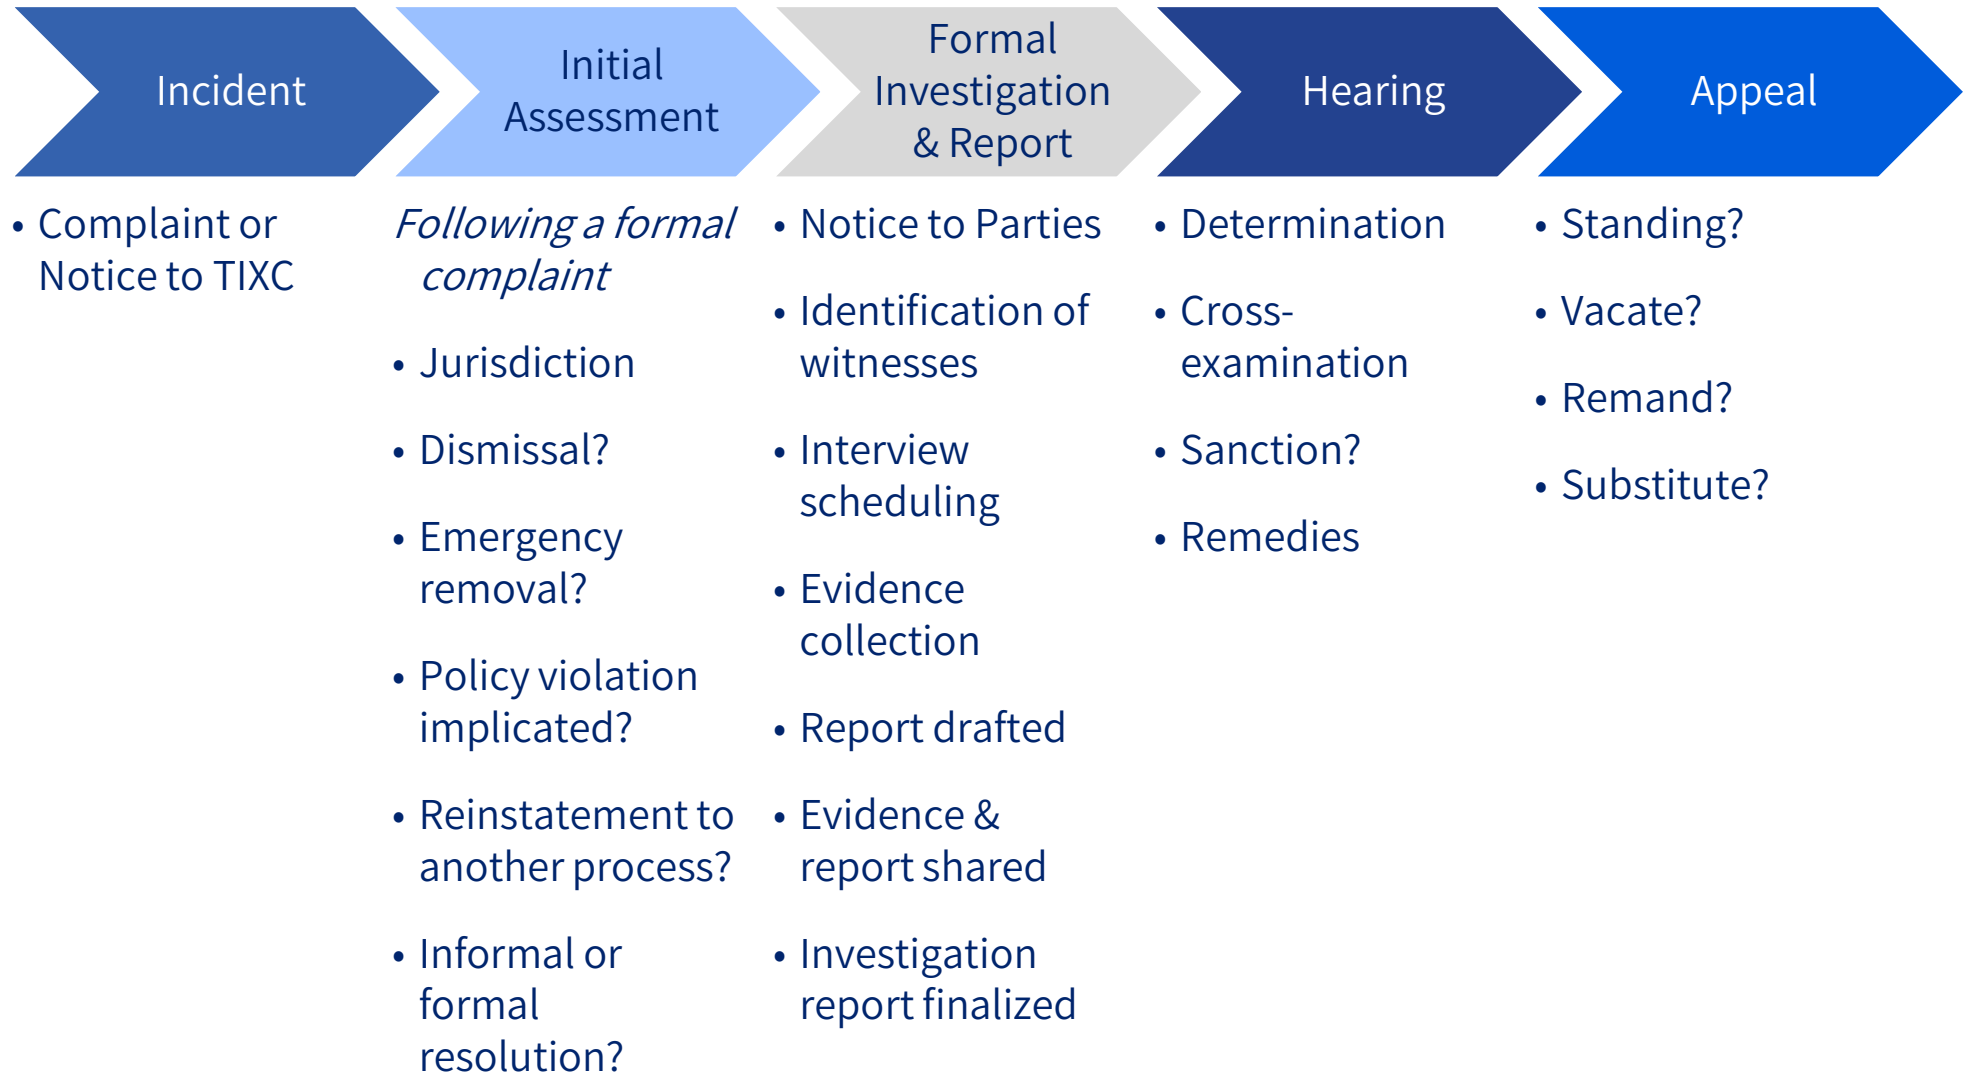 Incident
• Complaint or
Notice to TIXC
Initial
Assessment
Following a formal
complaint
• Jurisdiction
• Dismissal?
• Emergency
removal?
• Policy violation
implicated?
• Reinstatement to
another process?
• Informal or
formal
resolution?
Formal
Investigation
& Report
• Notice to Parties
• Identification of
witnesses
• Interview
scheduling
• Evidence
collection
• Report drafted
• Evidence &
report shared
• Investigation
report finalized
Hearing
• Determination
• Cross-
examination
• Sanction?
• Remedies
Appeal
• Standing?
• Vacate?
• Remand?
• Substitute?